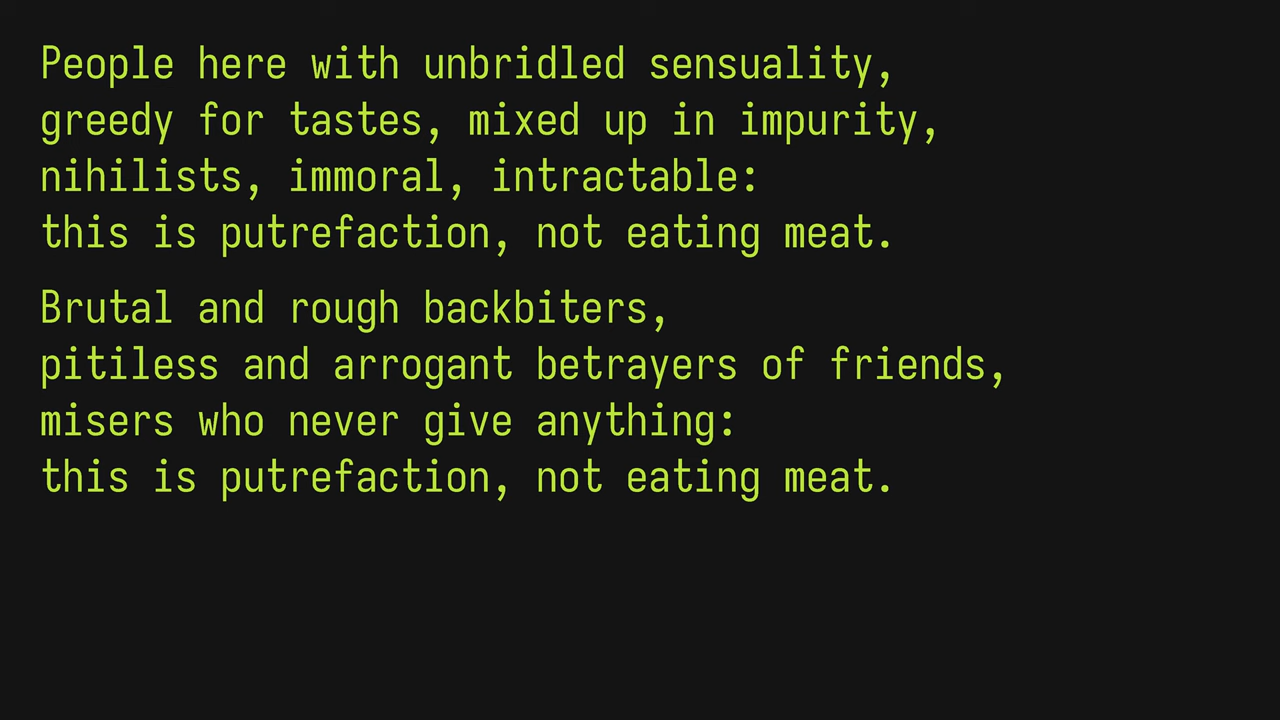 People here with unbridled sensuality,
greedy for tastes, mixed up in impurity,
nihilists, immoral, intractable:
this is putrefaction, not eating meat.
Brutal and rough backbiters,
pitiless and arrogant betrayers of friends,
misers who never give anything:
this is putrefaction, not eating meat.